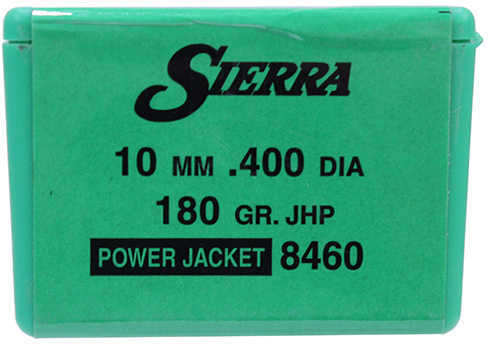 SIERRA
10 MM .400 DIA
180 GR. JHP
POWER JACKET 8460